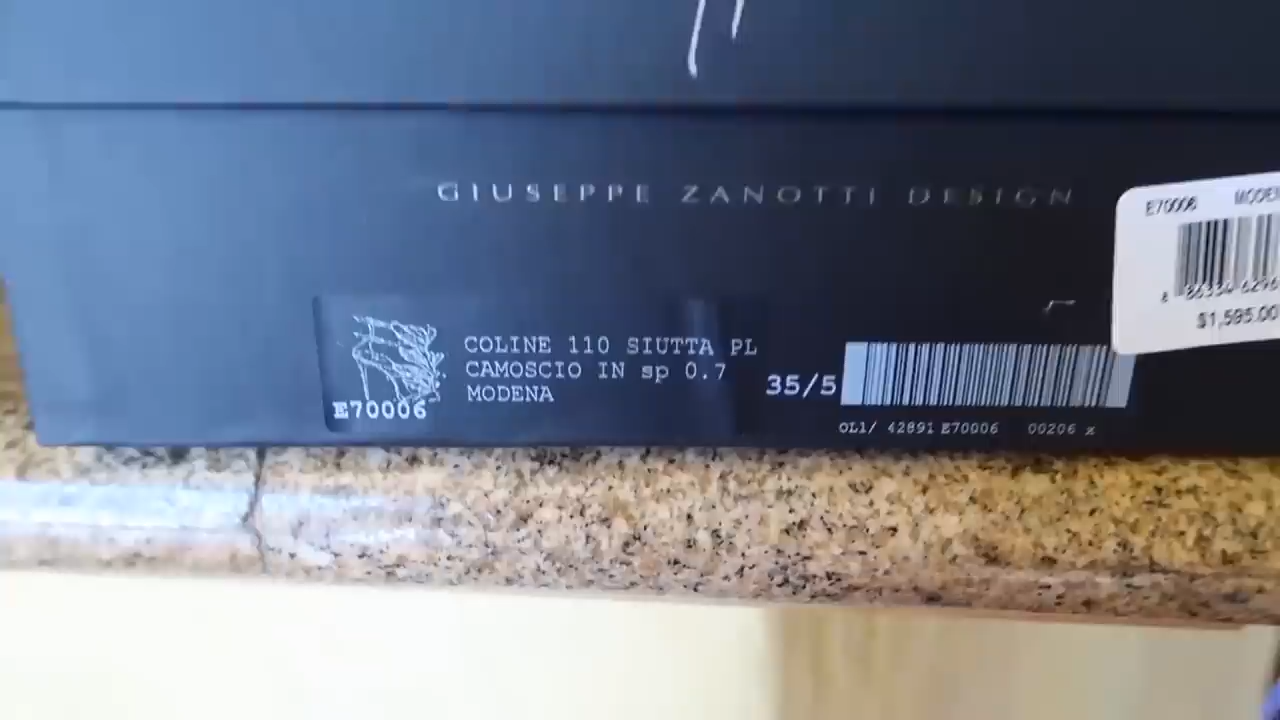 GIUSEPPE ZANOTTI DESIGN
E70006
$1,595.00
COLINE 110 SIUTTA PL
CAMOSCIO IN sp 0.7
MODENA
E70006
35/5
OL1/ 42891 E70006 00206 x